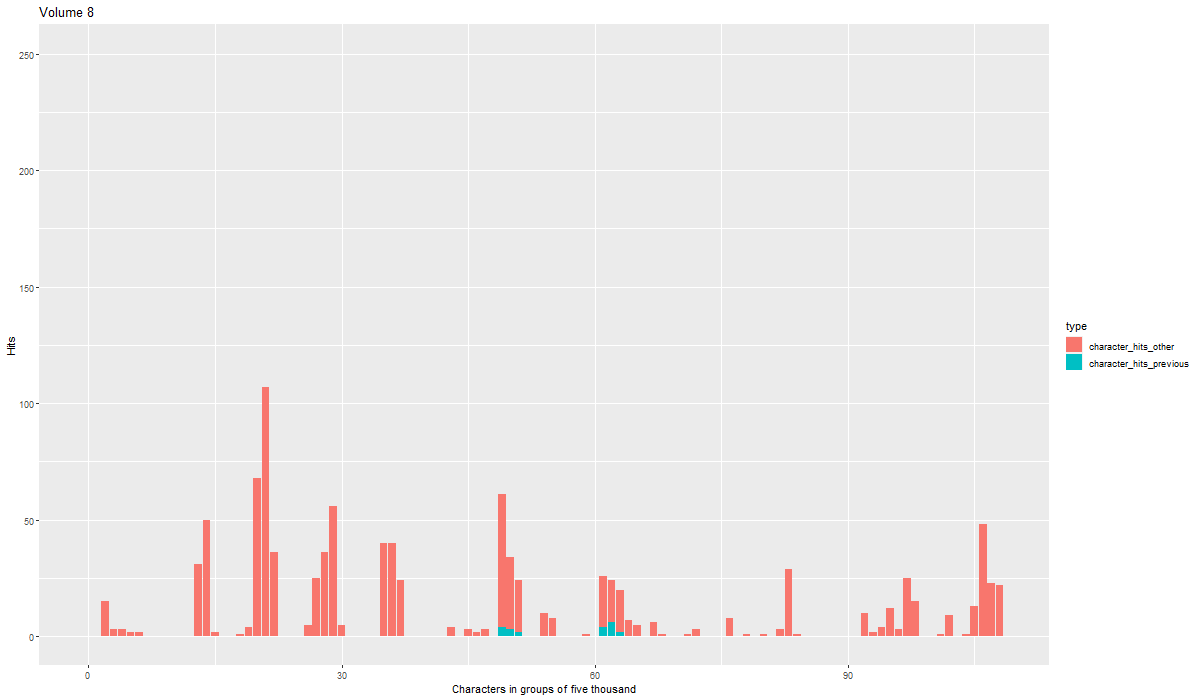 Volume 8
250
200
150
100
50
0
Hits
0 30 60 90
Characters in groups of five thousand
type
character_hits_other
character_hits_previous